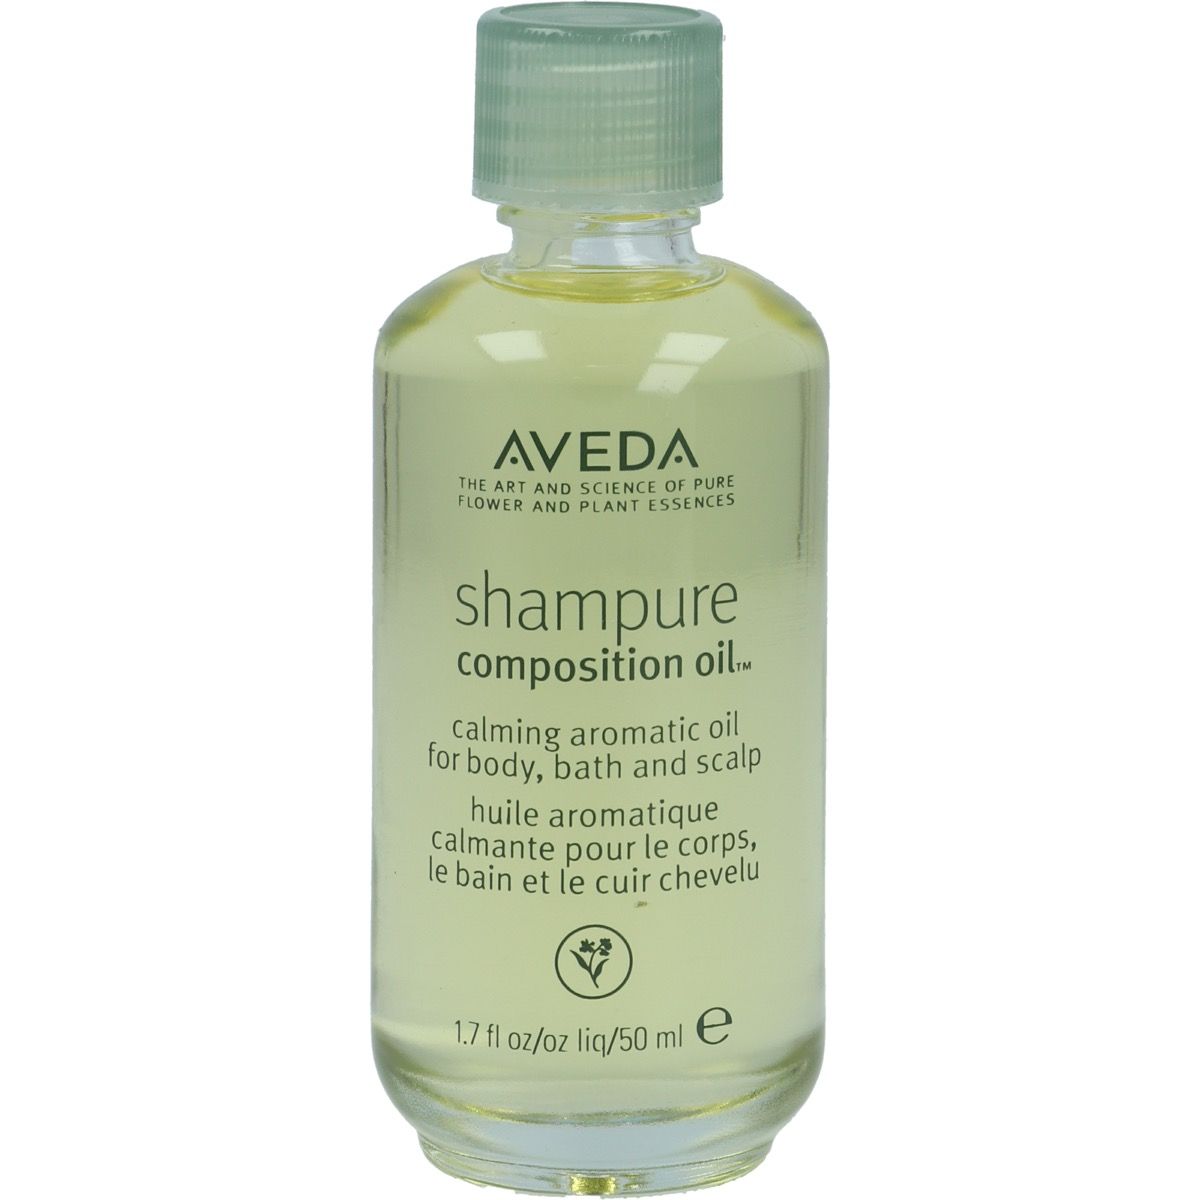 AVEDA
THE ART AND SCIENCE OF PURE
FLOWER AND PLANT ESSENCES
shampure
composition oil™
calming aromatic oil
for body, bath and scalp
huile aromatique
calmante pour le corps,
le bain et le cuir chevelu
1.7 fl oz/oz liq/50 ml ℮